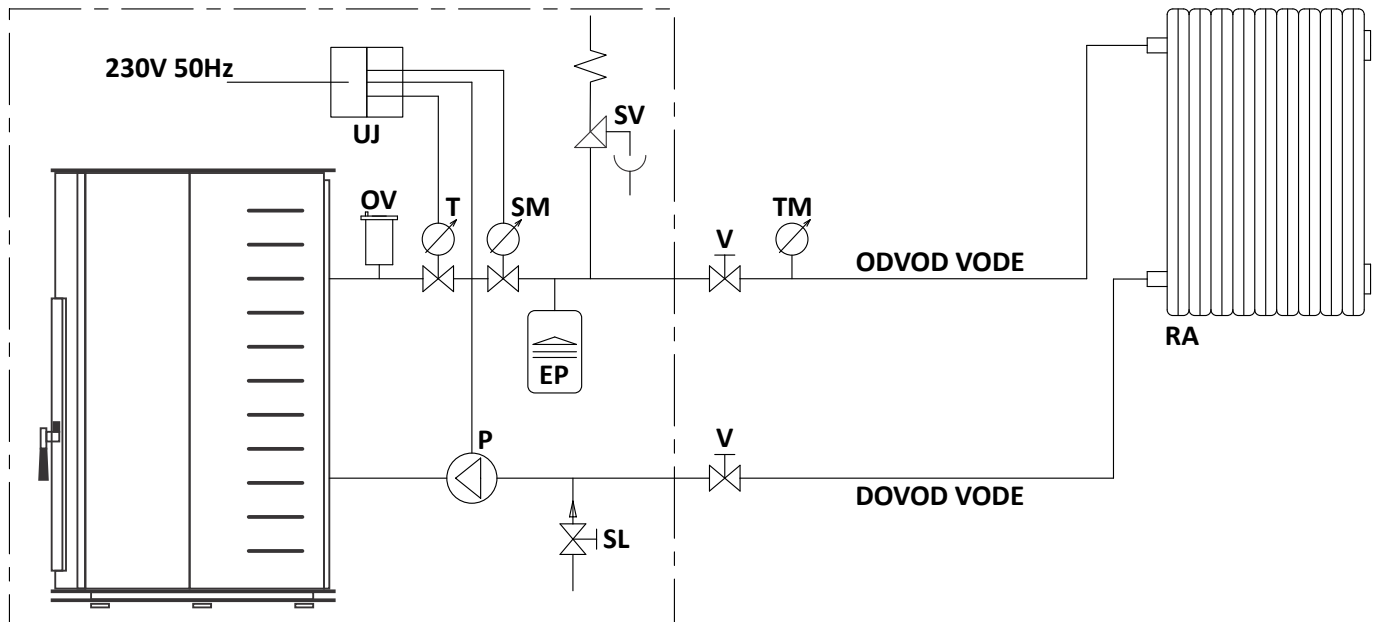 230V 50Hz
UJ
SV
OV
T
SM
V
TM
ODVOD VODE
EP
RA
P
V
DOVOD VODE
SL